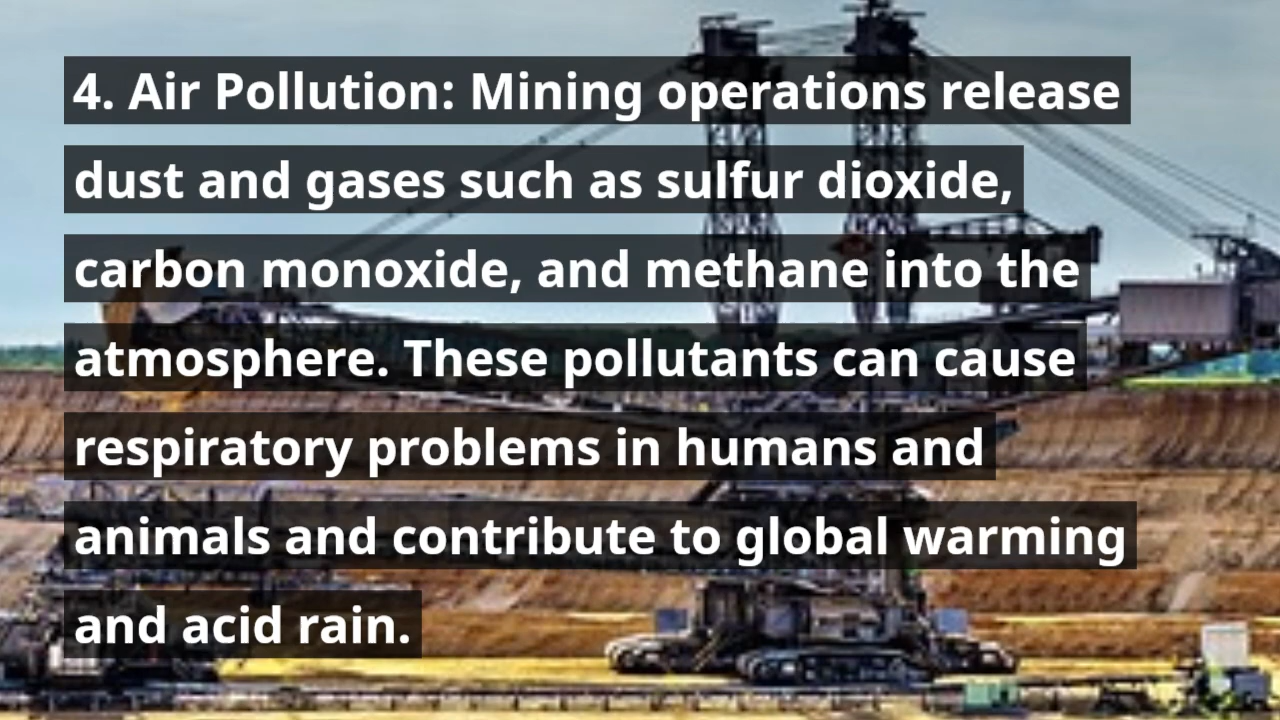 4. Air Pollution: Mining operations release
dust and gases such as sulfur dioxide,
carbon monoxide, and methane into the
atmosphere. These pollutants can cause
respiratory problems in humans and
animals and contribute to global warming
and acid rain.